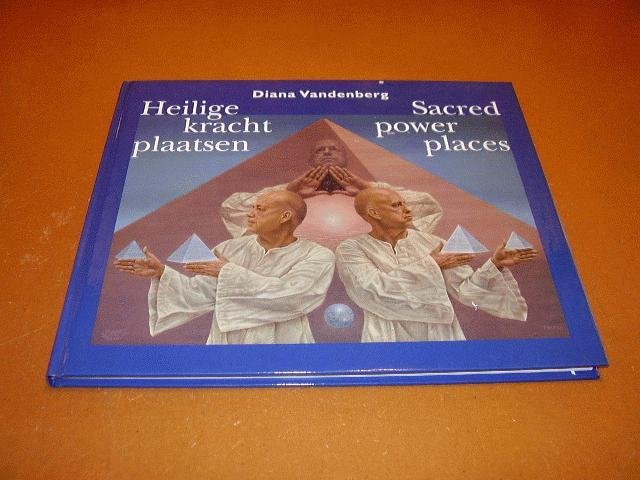 Diana Vandenberg
Heilige
kracht
plaatsen
Sacred
power
places